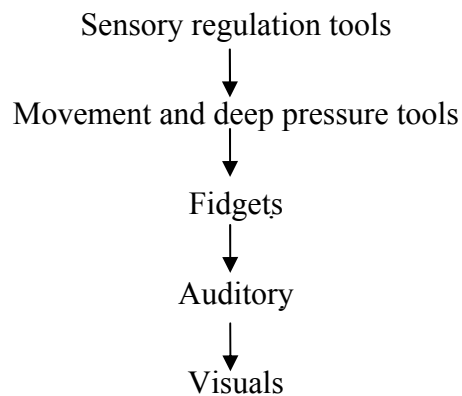 Sensory regulation tools
Movement and deep pressure tools
Fidgets
Auditory
Visuals